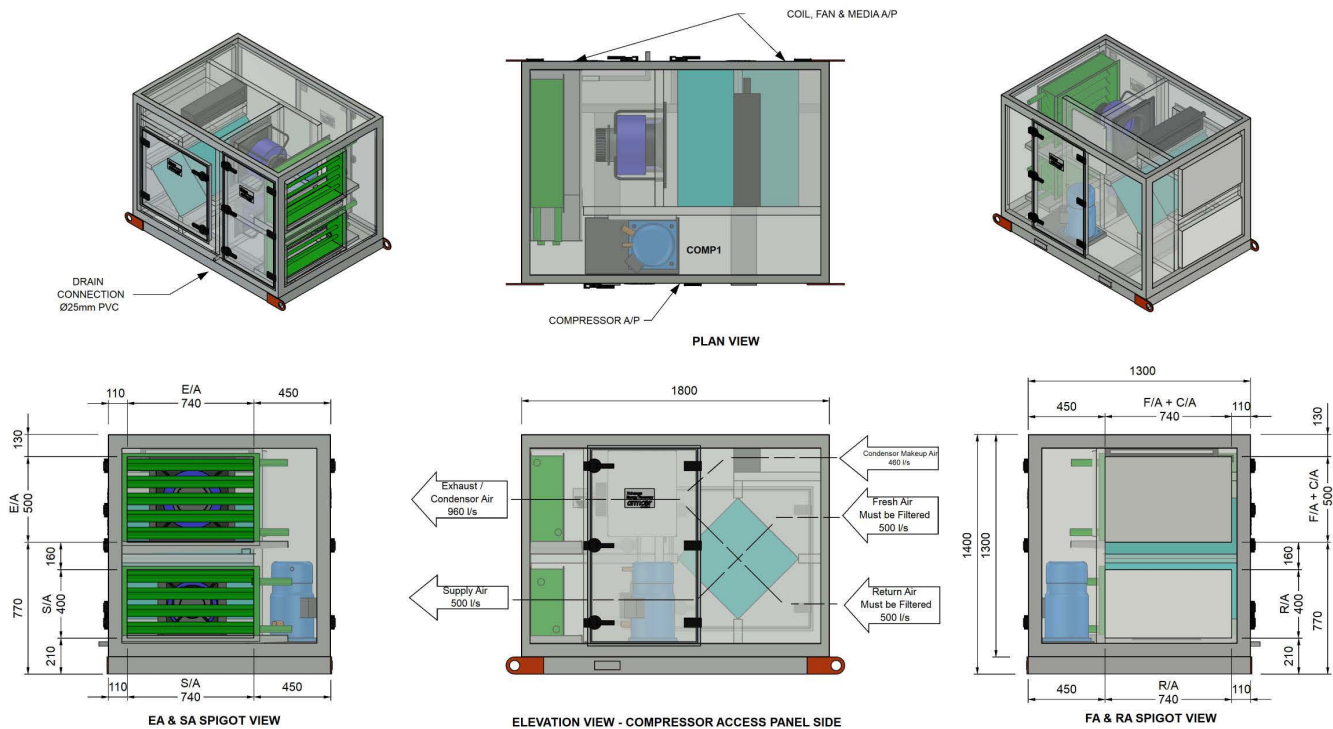 COIL, FAN & MEDIA A/P
DRAIN
CONNECTION
Ø25mm PVC
COMP1
COMPRESSOR A/P
PLAN VIEW
110
E/A
740
450
130
E/A
500
160
S/A
400
770
210
110
S/A
740
450
EA & SA SPIGOT VIEW
1800
Exhaust /
Condensor Air
960 l/s
Supply Air
500 l/s
Condensor Makeup Air
460 l/s
Fresh Air
Must be Filtered
500 l/s
Return Air
Must be Filtered
500 l/s
ELEVATION VIEW - COMPRESSOR ACCESS PANEL SIDE
1300
450
F/A + C/A
740
110
1400
1300
130
F/A + C/A
500
160
R/A
400
770
210
450
R/A
740
110
FA & RA SPIGOT VIEW